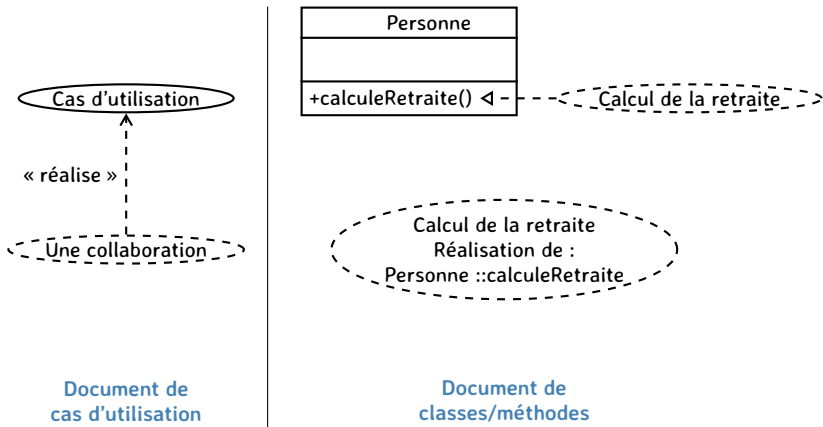 Cas d'utilisation
« réalise »
Une collaboration
Document de
cas d'utilisation
Personne
+calculeRetraite()
Calcul de la retraite
Calcul de la retraite
Réalisation de :
Personne ::calculeRetraite
Document de
classes/méthodes